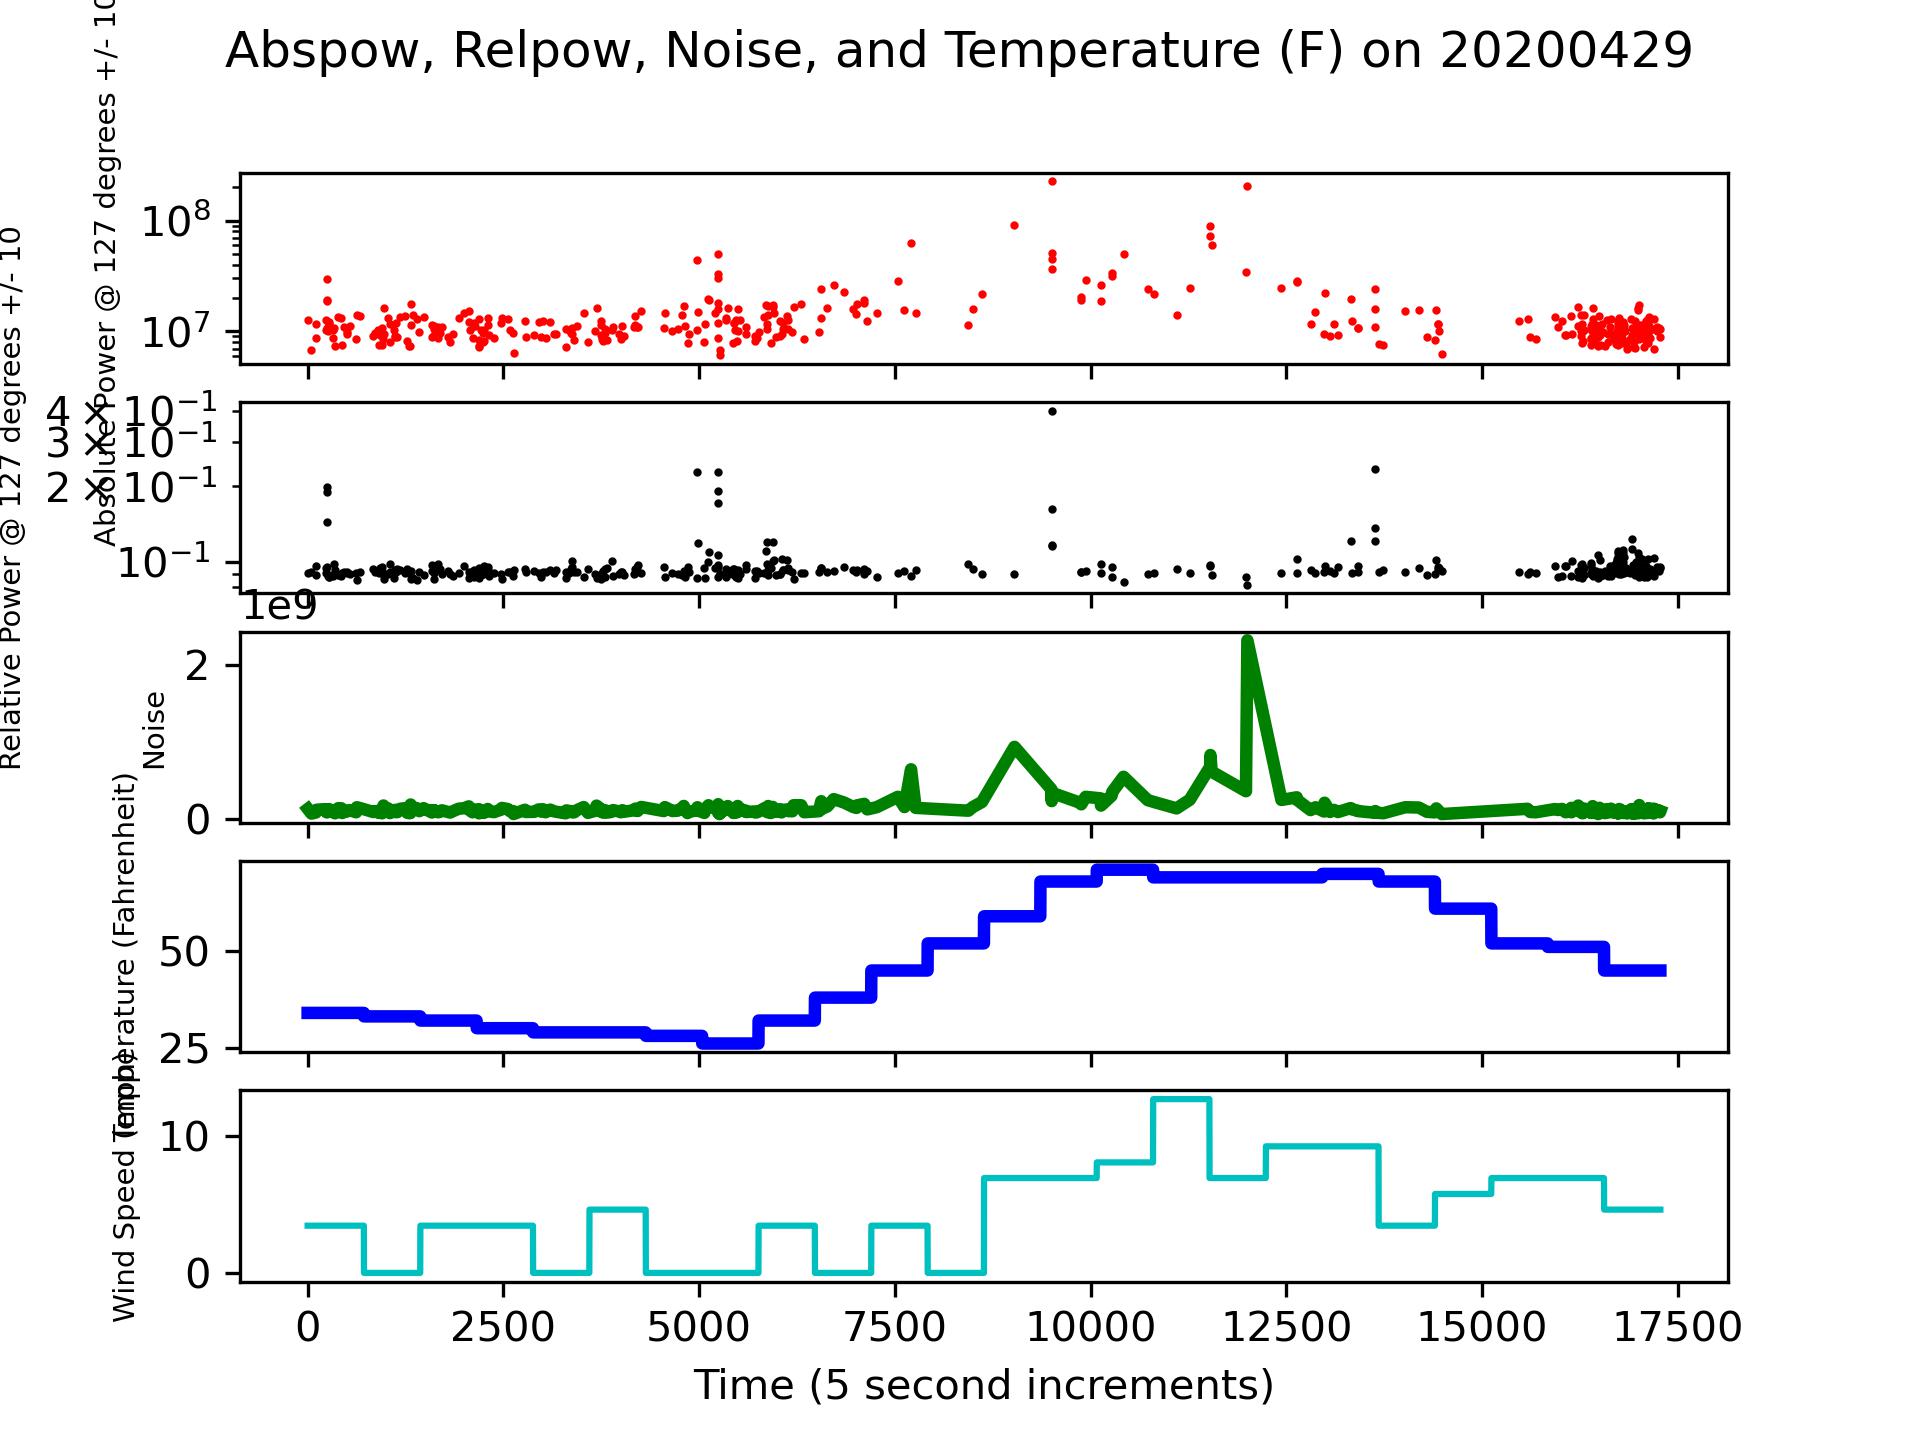 Abspow, Relpow, Noise, and Temperature (F) on 20200429
Absolute Power @ 127 degrees +/- 10
10⁸
10⁷
Relative Power @ 127 degrees +/- 10
4 × 10⁻¹
3 × 10⁻¹
2 × 10⁻¹
10⁻¹
1e9
Noise
2
0
Temperature (Fahrenheit)
50
25
Wind Speed (mph)
10
0
0 2500 5000 7500 10000 12500 15000 17500
Time (5 second increments)